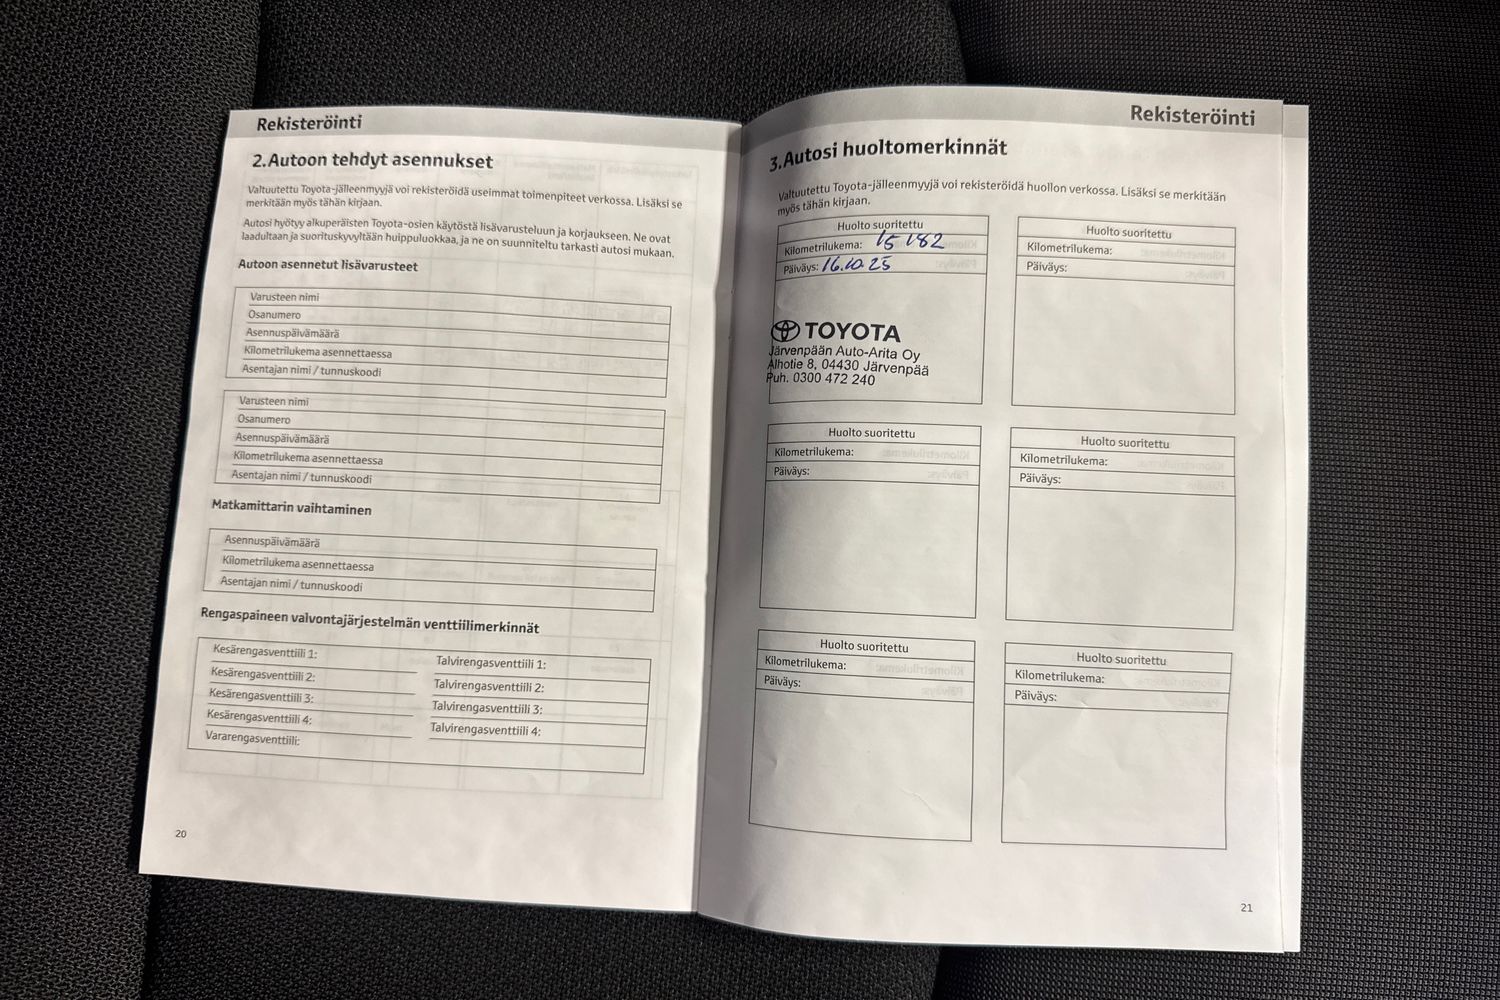 Rekisteröinti
2. Autoon tehdyt asennukset
Valtuutettu Toyota-jälleenmyyjä voi rekisteröidä useimmat toimenpiteet verkossa. Lisäksi se
merkitään myös tähän kirjaan.
Autosi hyötyy alkuperäisten Toyota-osien käytöstä lisävarusteluun ja korjaukseen. Ne ovat
laadultaan ja suorituskyvyltään huippuluokkaa, ja ne on suunniteltu tarkasti autosi mukaan.
Autoon asennetut lisävarusteet
Varusteen nimi
Osanumero
Asennuspäivämäärä
Kilometrilukema asennettaessa
Asentajan nimi / tunnuskoodi
Varusteen nimi
Osanumero
Asennuspäivämäärä
Kilometrilukema asennettaessa
Asentajan nimi / tunnuskoodi
Matkamittarin vaihtaminen
Asennuspäivämäärä
Kilometrilukema asennettaessa
Asentajan nimi / tunnuskoodi
Rengaspaineen valvontajärjestelmän venttiilimerkinnät
Kesärengasventtiili 1:
Kesärengasventtiili 2:
Kesärengasventtiili 3:
Kesärengasventtiili 4:
Vararengasventtiili:
Talvirengasventtiili 1:
Talvirengasventtiili 2:
Talvirengasventtiili 3:
Talvirengasventtiili 4:
20
Rekisteröinti
3. Autosi huoltomerkinnät
Valtuutettu Toyota-jälleenmyyjä voi rekisteröidä huollon verkossa. Lisäksi se merkitään
myös tähän kirjaan.
Huolto suoritettu
Kilometrilukema: 15182
Päiväys: 16.10.25
TOYOTA
Järvenpään Auto-Arita Oy
Alhotie 8, 04430 Järvenpää
Puh. 0300 472 240
Huolto suoritettu
Kilometrilukema:
Päiväys:
Huolto suoritettu
Kilometrilukema:
Päiväys:
Huolto suoritettu
Kilometrilukema:
Päiväys:
Huolto suoritettu
Kilometrilukema:
Päiväys:
Huolto suoritettu
Kilometrilukema:
Päiväys:
21